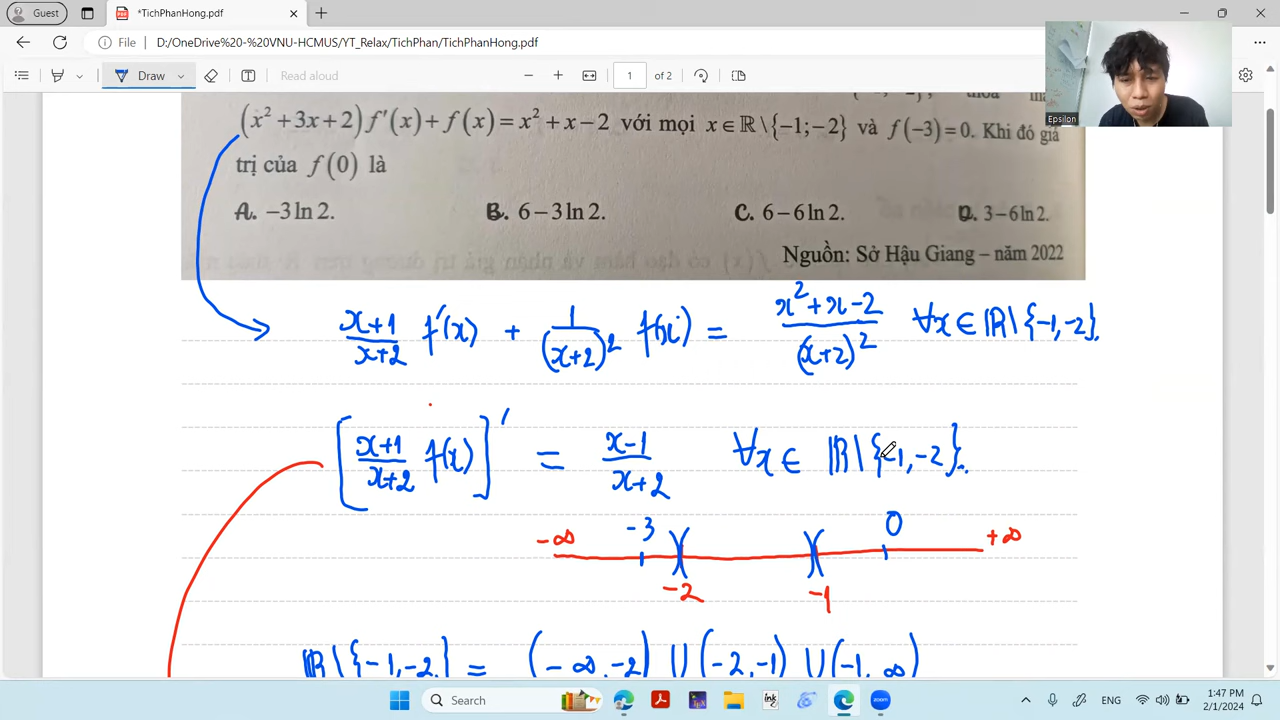 Guest
*TichPhanHong.pdf
File D:/OneDrive%20-%20VNU-HCMUS/YT_Relax/TichPhan/TichPhanHong.pdf
Draw Read aloud 1 of 2
Epsilon
(x² + 3x + 2) f′(x) + f(x) = x² + x − 2 với mọi x ∈ ℝ \ {−1; −2} và f(−3) = 0. Khi đó giá
trị của f(0) là
A. −3 ln 2. B. 6 − 3 ln 2. C. 6 − 6 ln 2. D. 3 − 6 ln 2.
Nguồn: Sở Hậu Giang – năm 2022
(x+1)/(x+2) f′(x) + 1/(x+2)² f(x) = (x² + x − 2)/(x+2)² ∀x ∈ ℝ \ {−1, −2}.
[(x+1)/(x+2) f(x)]′ = (x−1)/(x+2) ∀x ∈ ℝ \ {−1, −2}.
−∞ −3 0 +∞
−2 −1
ℝ \ {−1, −2} = (−∞, −2) ∪ (−2, −1) ∪ (−1, ∞)
Search
zoom
ENG
1:47 PM
2/1/2024